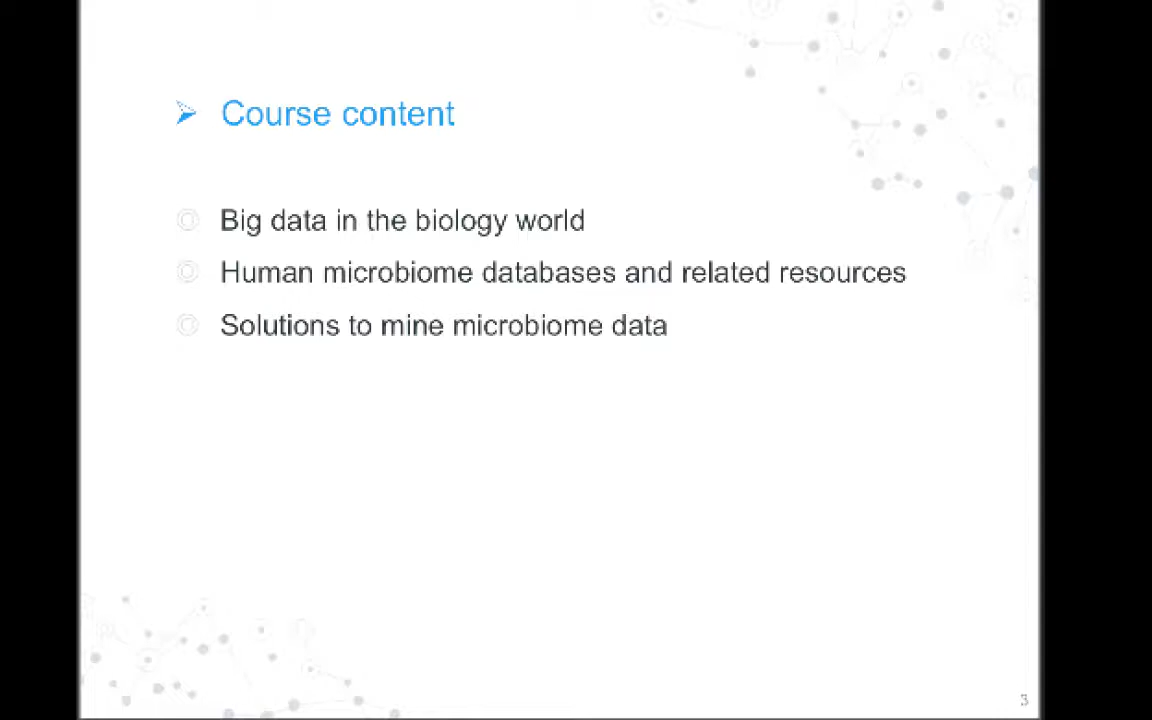 Course content
Big data in the biology world
Human microbiome databases and related resources
Solutions to mine microbiome data
3